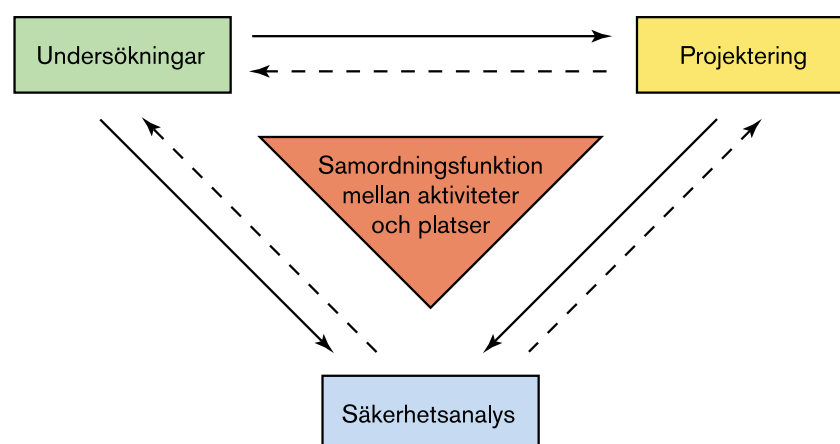 Undersökningar
Projektering
Samordningsfunktion
mellan aktiviteter
och platser
Säkerhetsanalys